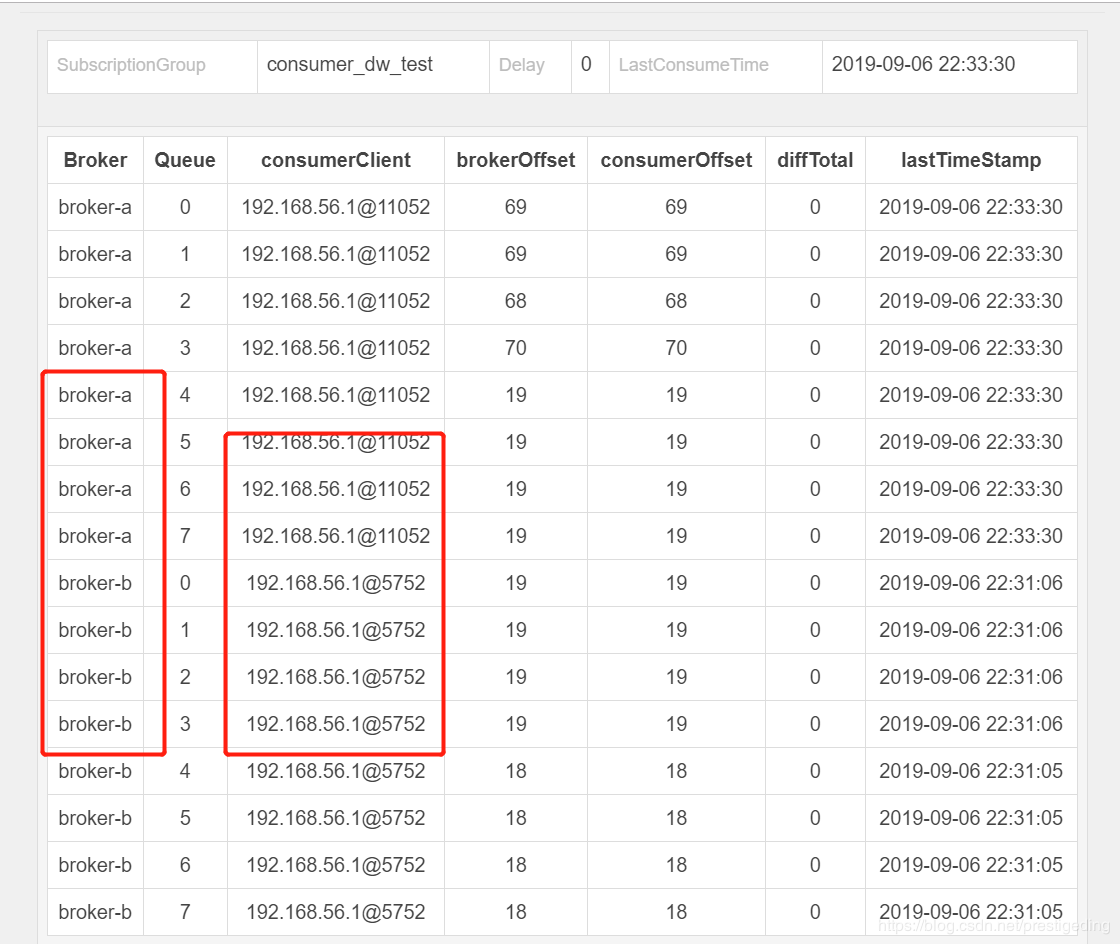 SubscriptionGroup consumer_dw_test Delay 0 LastConsumeTime 2019-09-06 22:33:30
Broker Queue consumerClient brokerOffset consumerOffset diffTotal lastTimeStamp
broker-a 0 192.168.56.1@11052 69 69 0 2019-09-06 22:33:30
broker-a 1 192.168.56.1@11052 69 69 0 2019-09-06 22:33:30
broker-a 2 192.168.56.1@11052 68 68 0 2019-09-06 22:33:30
broker-a 3 192.168.56.1@11052 70 70 0 2019-09-06 22:33:30
broker-a 4 192.168.56.1@11052 19 19 0 2019-09-06 22:33:30
broker-a 5 192.168.56.1@11052 19 19 0 2019-09-06 22:33:30
broker-a 6 192.168.56.1@11052 19 19 0 2019-09-06 22:33:30
broker-a 7 192.168.56.1@11052 19 19 0 2019-09-06 22:33:30
broker-b 0 192.168.56.1@5752 19 19 0 2019-09-06 22:31:06
broker-b 1 192.168.56.1@5752 19 19 0 2019-09-06 22:31:06
broker-b 2 192.168.56.1@5752 19 19 0 2019-09-06 22:31:06
broker-b 3 192.168.56.1@5752 19 19 0 2019-09-06 22:31:06
broker-b 4 192.168.56.1@5752 18 18 0 2019-09-06 22:31:05
broker-b 5 192.168.56.1@5752 18 18 0 2019-09-06 22:31:05
broker-b 6 192.168.56.1@5752 18 18 0 2019-09-06 22:31:05
broker-b 7 192.168.56.1@5752 18 18 0 2019-09-06 22:31:05
https://blog.csdn.net/prestigeding